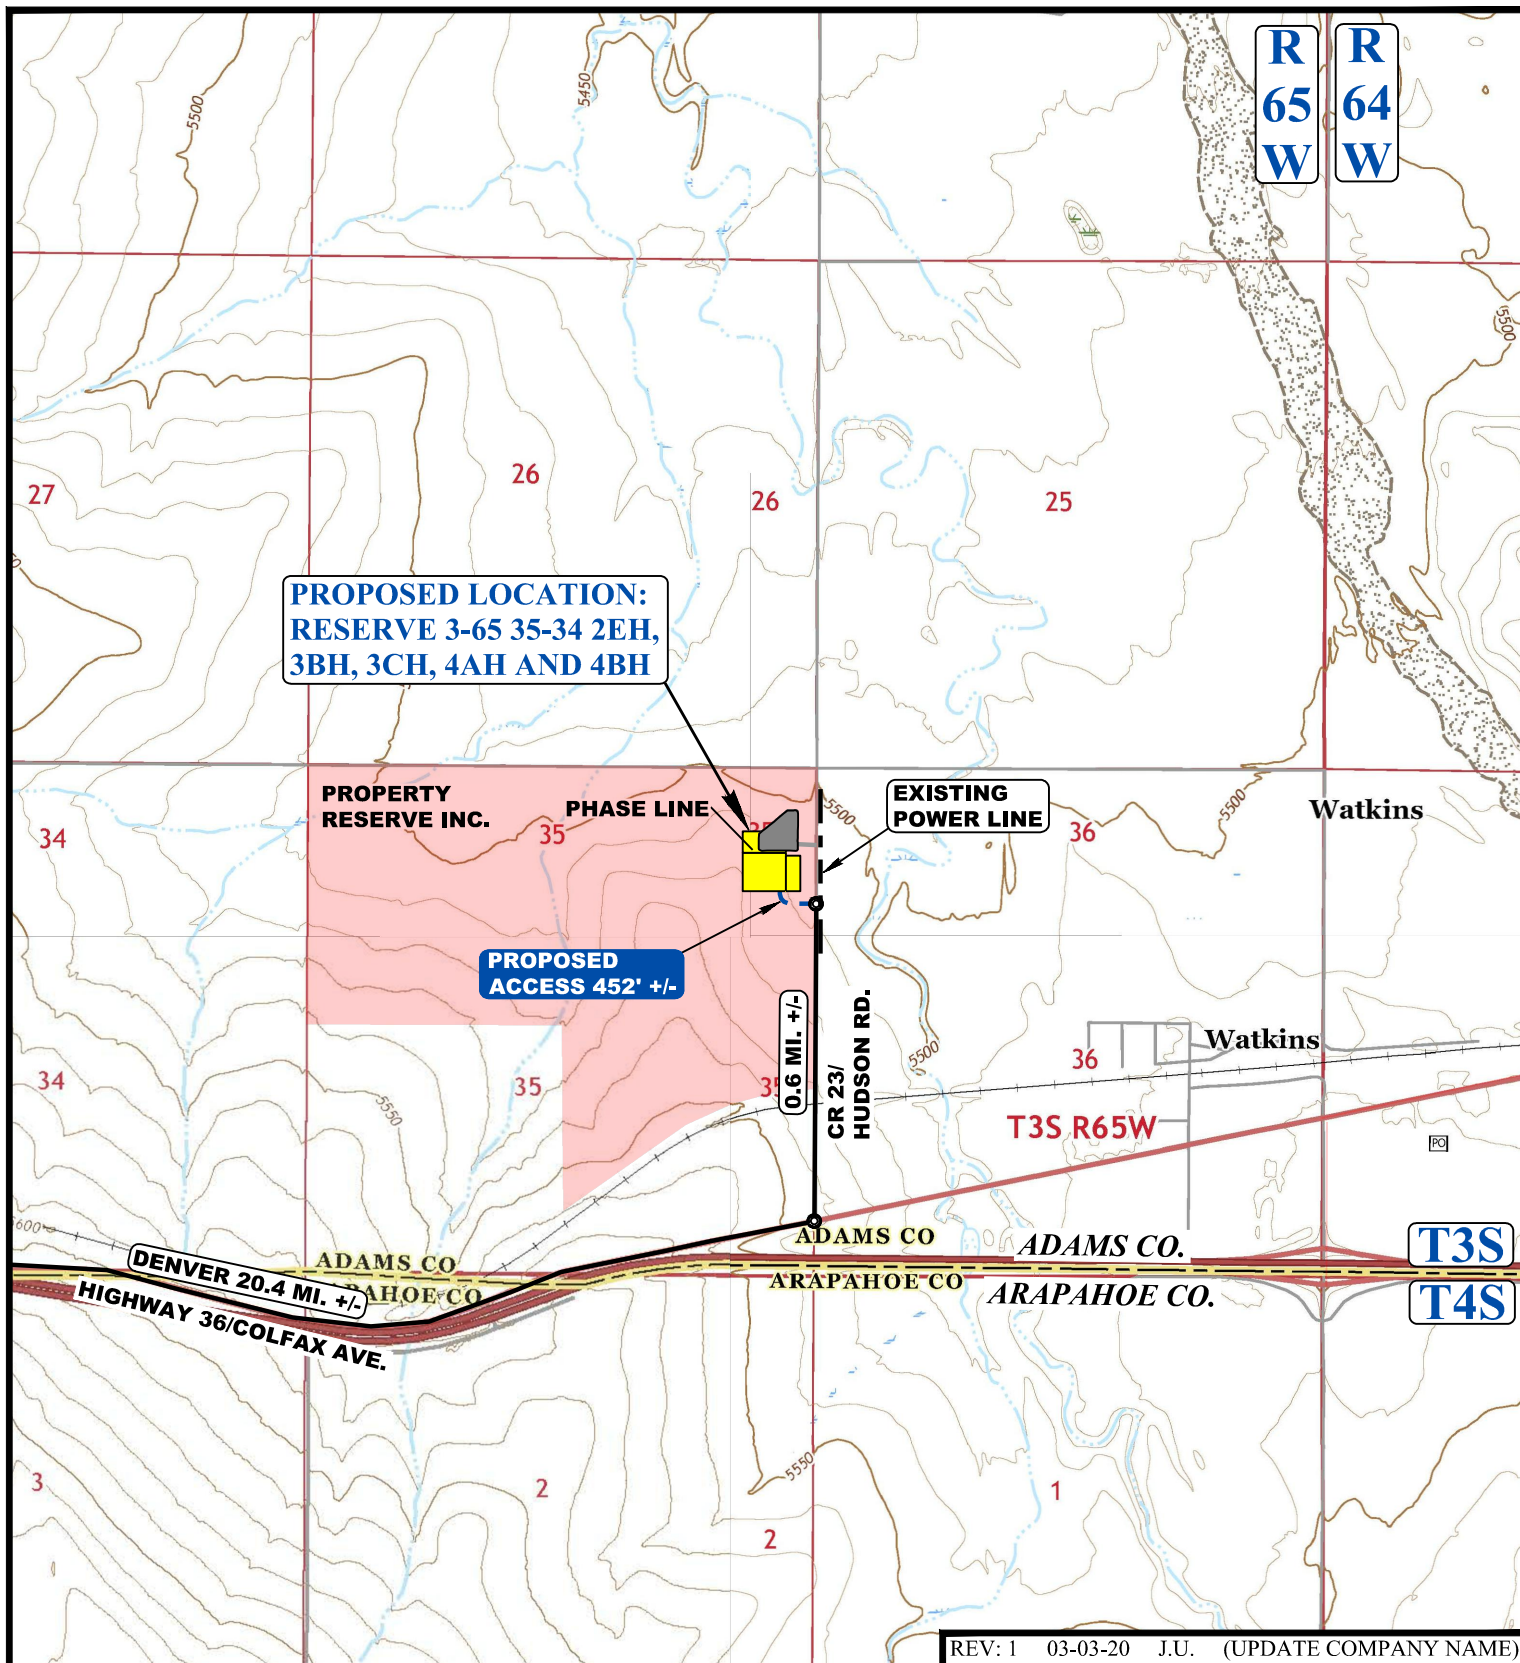 R
65
W
R
64
W
5500
5450
5500
27
26
26
25
PROPOSED LOCATION:
RESERVE 3-65 35-34 2EH,
3BH, 3CH, 4AH AND 4BH
PROPERTY
RESERVE INC.
PHASE LINE
EXISTING
POWER LINE
5500
5500
Watkins
34
35
36
PROPOSED
ACCESS 452' +/-
0.6 MI. +/-
CR 23/
HUDSON RD.
5500
Watkins
34
35
35
36
5550
T3S R65W
PO
5600
ADAMS CO
ADAMS CO.
T3S
DENVER 20.4 MI. +/-
ADAMS CO
ARAPAHOE CO
ARAPAHOE CO.
T4S
AHOE CO
HIGHWAY 36/COLFAX AVE.
5550
3
2
1
2
REV: 1 03-03-20 J.U. (UPDATE COMPANY NAME)